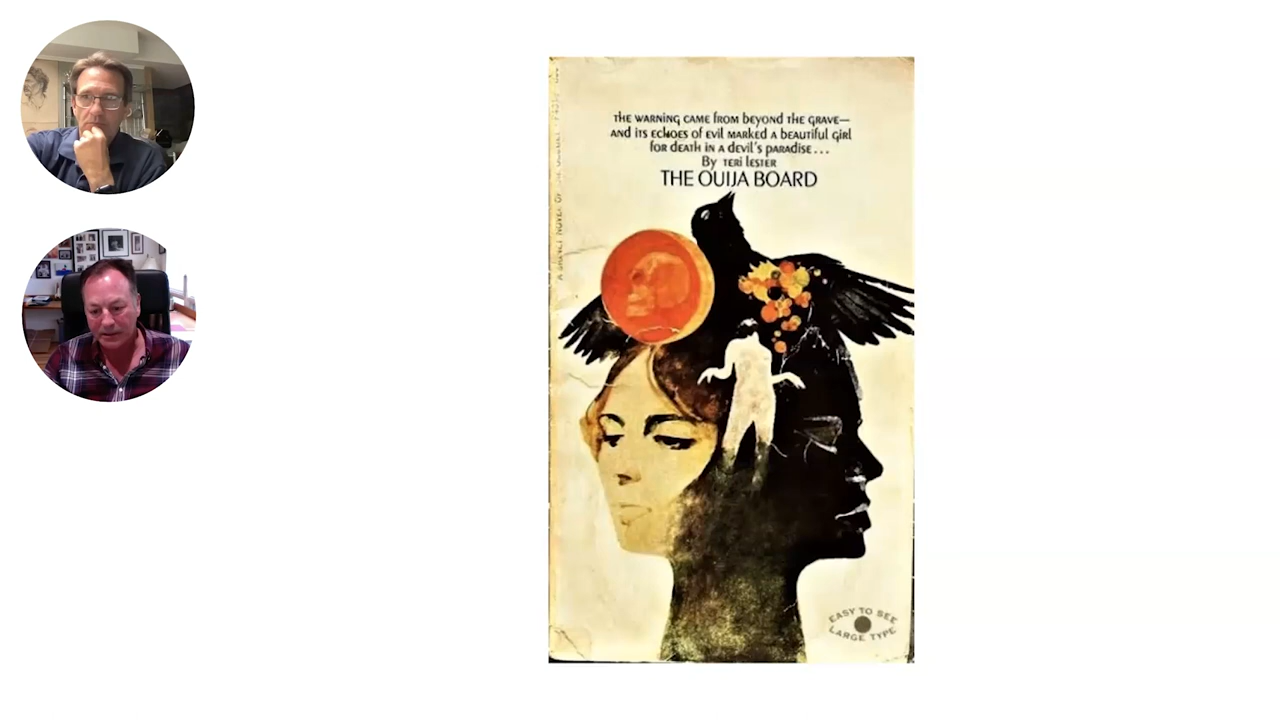 THE WARNING CAME FROM BEYOND THE GRAVE—
AND ITS ECHOES OF EVIL MARKED A BEAUTIFUL GIRL
FOR DEATH IN A DEVIL'S PARADISE...
By TERI LESTER
THE OUIJA BOARD
EASY TO SEE
LARGE TYPE